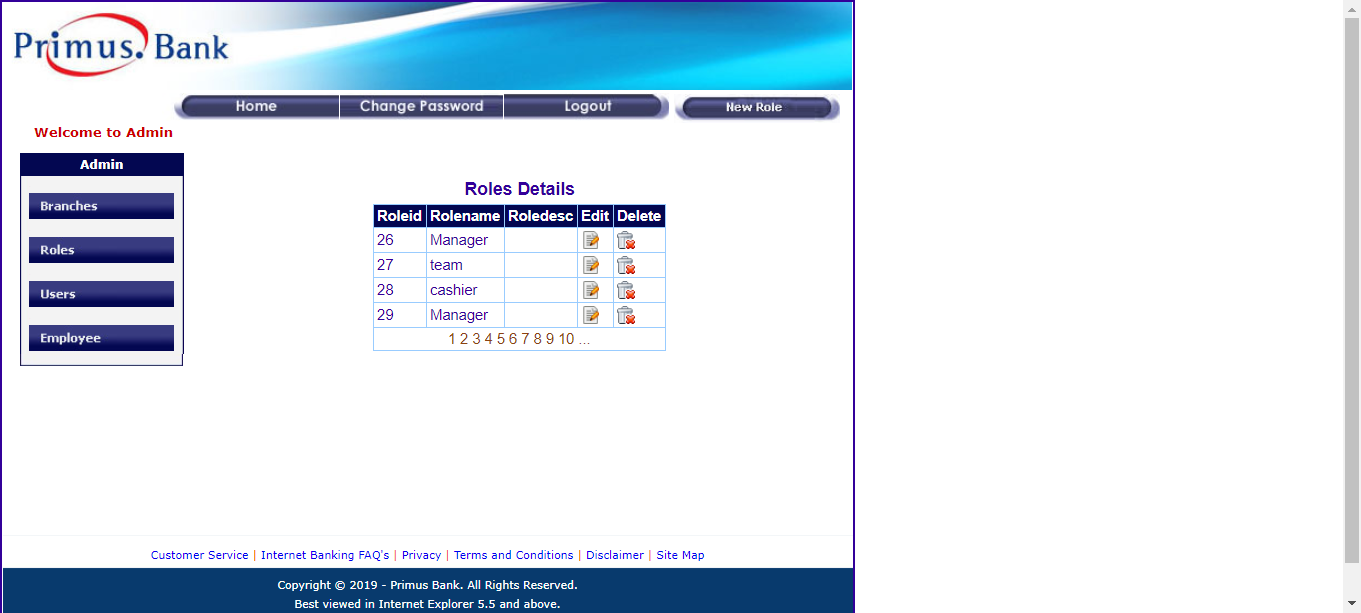 Primus. Bank
Home Change Password Logout New Role
Welcome to Admin
Admin
Branches
Roles
Users
Employee
Roles Details
Roleid Rolename Roledesc Edit Delete
26 Manager
27 team
28 cashier
29 Manager
1 2 3 4 5 6 7 8 9 10 ...
Customer Service | Internet Banking FAQ's | Privacy | Terms and Conditions | Disclaimer | Site Map
Copyright © 2019 - Primus Bank. All Rights Reserved.
Best viewed in Internet Explorer 5.5 and above.